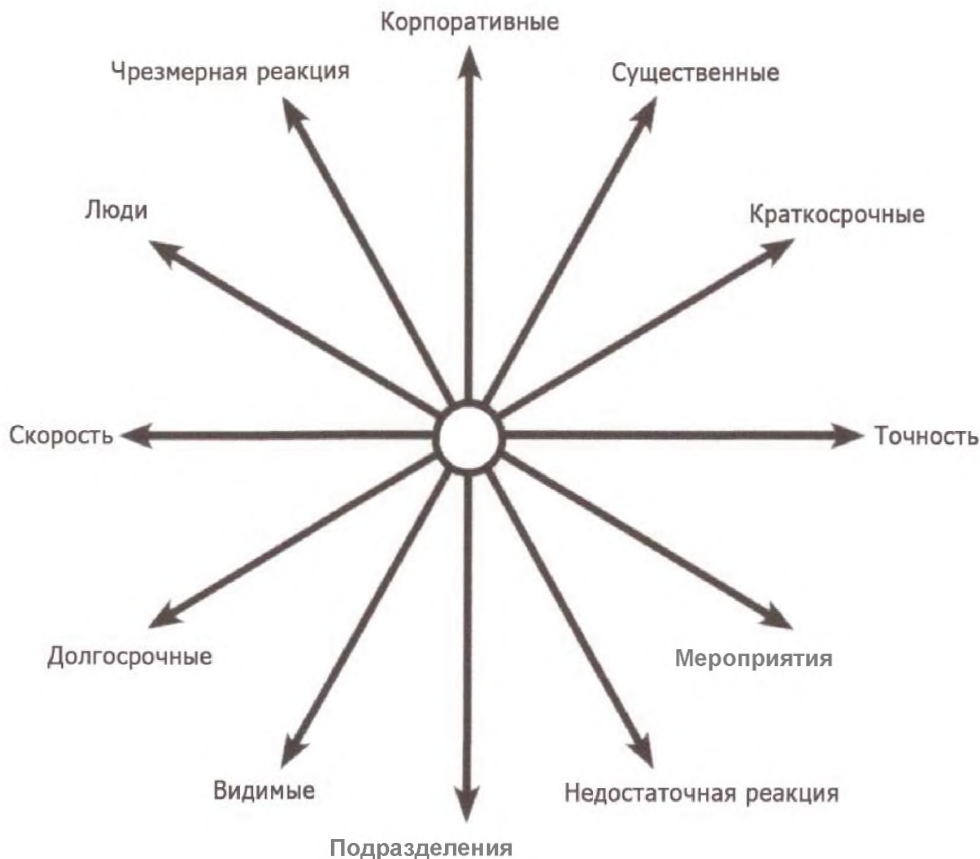 Корпоративные
Чрезмерная реакция
Существенные
Люди
Краткосрочные
Скорость
Точность
Долгосрочные
Мероприятия
Видимые
Недостаточная реакция
Подразделения